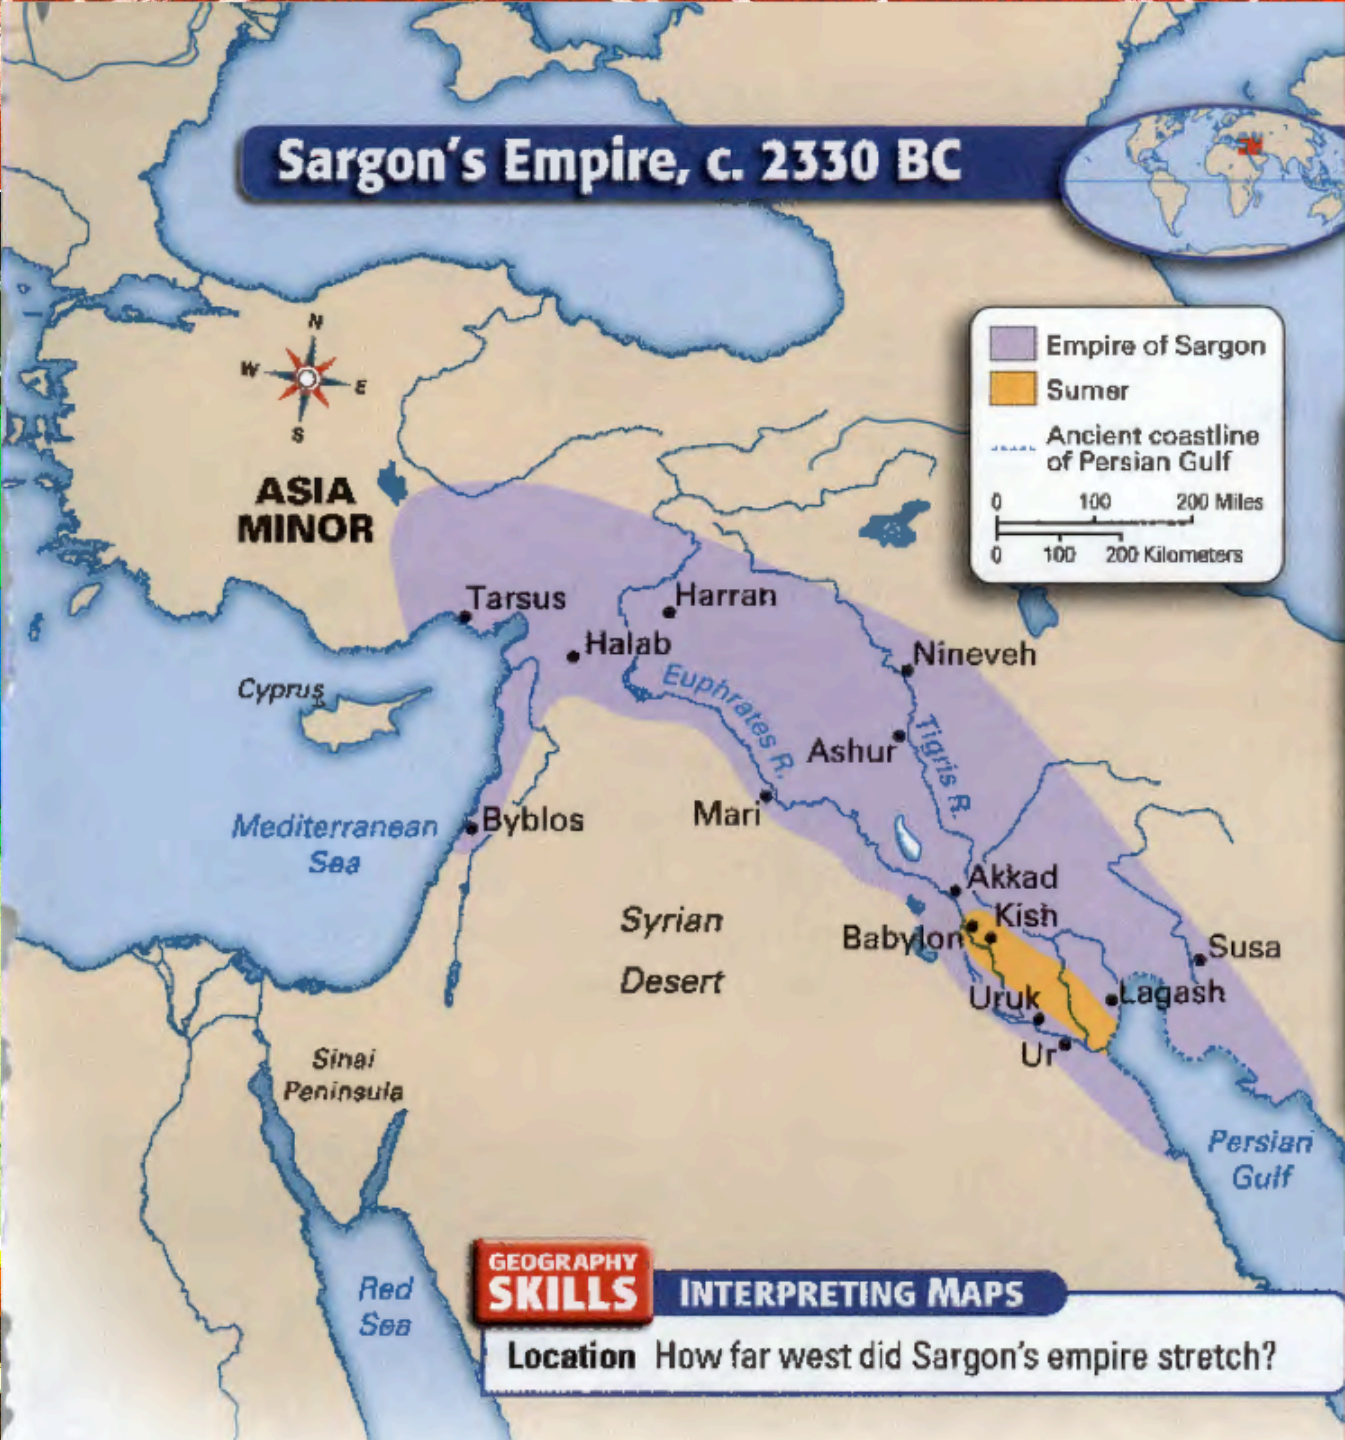 Sargon's Empire, c. 2330 BC
Empire of Sargon
Sumer
Ancient coastline
of Persian Gulf
0 100 200 Miles
0 100 200 Kilometers
N
W
E
S
ASIA
MINOR
Tarsus
Harran
Halab
Nineveh
Cyprus
Euphrates R.
Tigris R.
Ashur
Mari
Mediterranean
Sea
Byblos
Akkad
Kish
Babylon
Syrian
Desert
Susa
Uruk
Lagash
Ur
Sinai
Peninsula
Persian
Gulf
Red
Sea
GEOGRAPHY
SKILLS
INTERPRETING MAPS
Location How far west did Sargon's empire stretch?